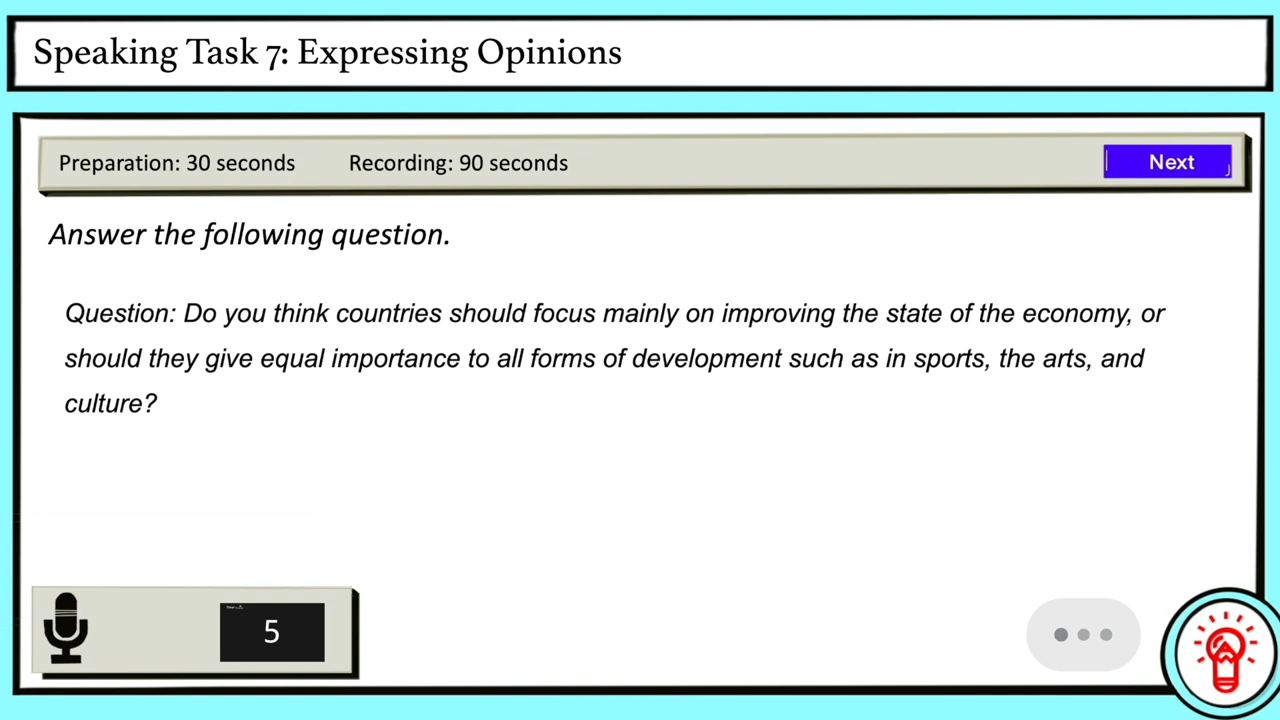 Speaking Task 7: Expressing Opinions
Preparation: 30 seconds Recording: 90 seconds Next
Answer the following question.
Question: Do you think countries should focus mainly on improving the state of the economy, or
should they give equal importance to all forms of development such as in sports, the arts, and
culture?
5